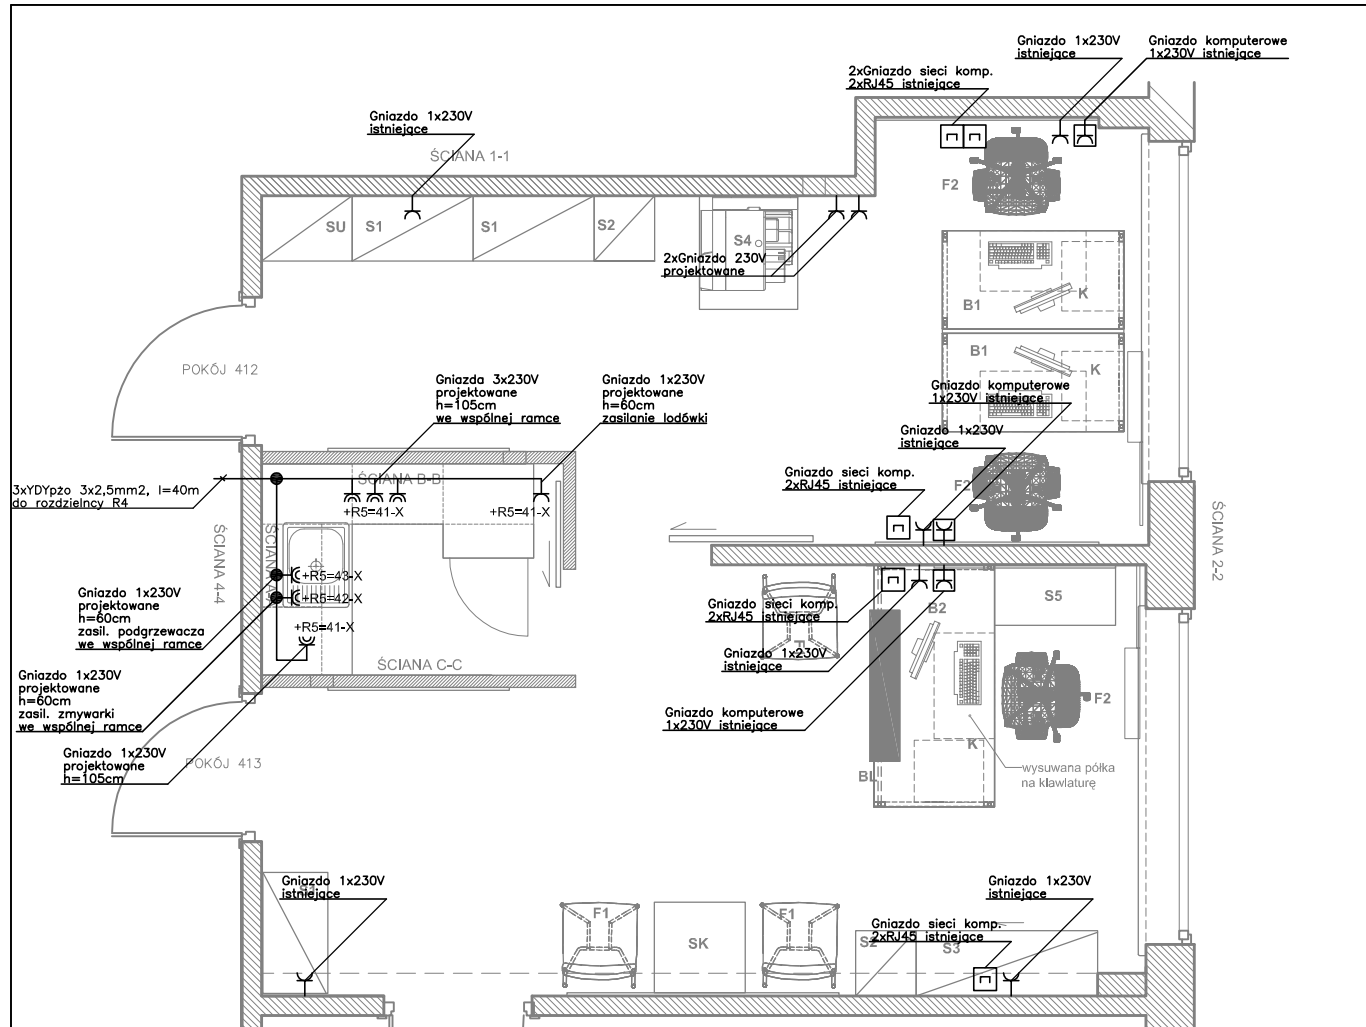 Gniazdo 1x230V
istniejące
Gniazdo komputerowe
1x230V istniejące
2xGniazdo sieci komp.
2xRJ45 istniejące
Gniazdo 1x230V
istniejące
ŚCIANA 1-1
F2
SU
S1
S1
S2
S4
2xGniazdo 230V
projektowane
B1
K
B1
K
POKÓJ 412
Gniazda 3x230V
projektowane
h=105cm
we wspólnej ramce
Gniazdo 1x230V
projektowane
h=60cm
zasilanie lodówki
Gniazdo komputerowe
1x230V istniejące
Gniazdo 1x230V
istniejące
Gniazdo sieci komp.
2xRJ45 istniejące
F2
ŚCIANA B-B
3xYDYpżo 3x2,5mm2, l=40m
do rozdzielncy R4
+R5=41-X
+R5=41-X
ŚCIANA 4-4
ŚCIANA 2-2
+R5=43-X
+R5=42-X
+R5=41-X
Gniazdo 1x230V
projektowane
h=60cm
zasil. podgrzewacza
we wspólnej ramce
Gniazdo sieci komp.
2xRJ45 istniejące
B2
S5
F
Gniazdo 1x230V
istniejące
ŚCIANA C-C
Gniazdo 1x230V
projektowane
h=60cm
zasil. zmywarki
we wspólnej ramce
F2
Gniazdo komputerowe
1x230V istniejące
K
Gniazdo 1x230V
projektowane
h=105cm
POKÓJ 413
BL
wysuwana półka
na klawiaturę
Gniazdo 1x230V
istniejące
Gniazdo 1x230V
istniejące
F1
SK
F1
Gniazdo sieci komp.
2xRJ45 istniejące
S2
S3